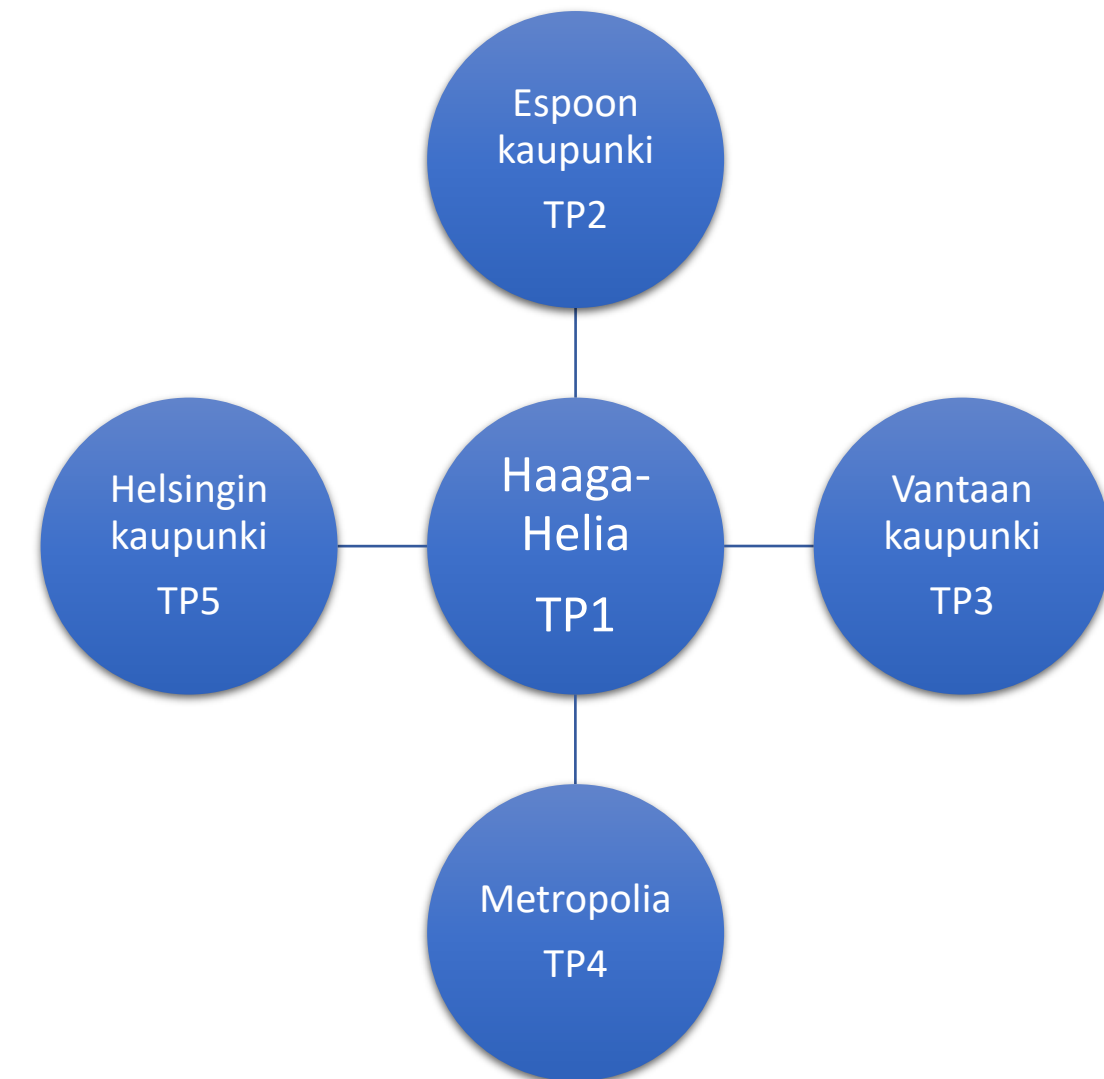 Espoon
kaupunki
TP2
Helsingin
kaupunki
TP5
Haaga-
Helia
TP1
Vantaan
kaupunki
TP3
Metropolia
TP4